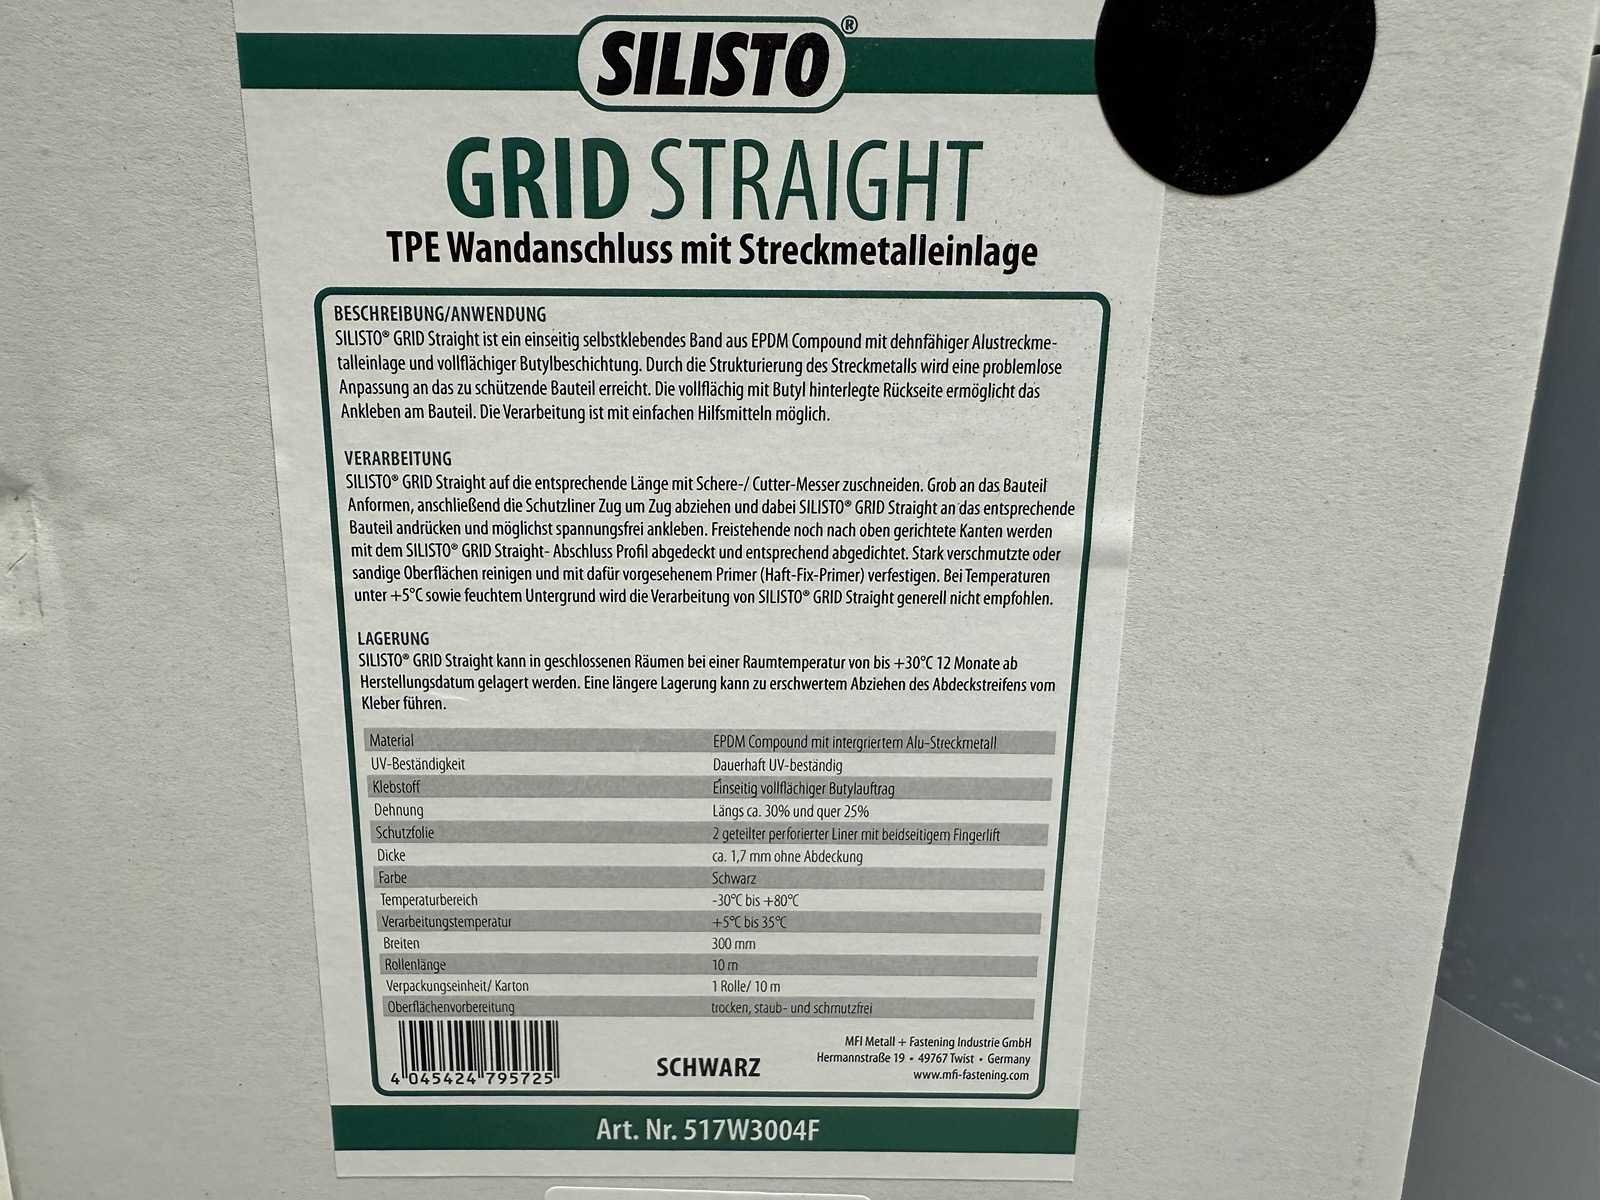 SILISTO®
GRID STRAIGHT
TPE Wandanschluss mit Streckmetalleinlage
BESCHREIBUNG/ANWENDUNG
SILISTO® GRID Straight ist ein einseitig selbstklebendes Band aus EPDM Compound mit dehnfähiger Alustreckme-
talleinlage und vollflächiger Butylbeschichtung. Durch die Strukturierung des Streckmetalls wird eine problemlose
Anpassung an das zu schützende Bauteil erreicht. Die vollflächig mit Butyl hinterlegte Rückseite ermöglicht das
Ankleben am Bauteil. Die Verarbeitung ist mit einfachen Hilfsmitteln möglich.
VERARBEITUNG
SILISTO® GRID Straight auf die entsprechende Länge mit Schere-/ Cutter-Messer zuschneiden. Grob an das Bauteil
Anformen, anschließend die Schutzliner Zug um Zug abziehen und dabei SILISTO® GRID Straight an das entsprechende
Bauteil andrücken und möglichst spannungsfrei ankleben. Freistehende noch nach oben gerichtete Kanten werden
mit dem SILISTO® GRID Straight- Abschluss Profil abgedeckt und entsprechend abgedichtet. Stark verschmutzte oder
sandige Oberflächen reinigen und mit dafür vorgesehenem Primer (Haft-Fix-Primer) verfestigen. Bei Temperaturen
unter +5°C sowie feuchtem Untergrund wird die Verarbeitung von SILISTO® GRID Straight generell nicht empfohlen.
LAGERUNG
SILISTO® GRID Straight kann in geschlossenen Räumen bei einer Raumtemperatur von bis +30°C 12 Monate ab
Herstellungsdatum gelagert werden. Eine längere Lagerung kann zu erschwertem Abziehen des Abdeckstreifens vom
Kleber führen.
Material EPDM Compound mit intergriertem Alu-Streckmetall
UV-Beständigkeit Dauerhaft UV-beständig
Klebstoff Einseitig vollflächiger Butylauftrag
Dehnung Längs ca. 30% und quer 25%
Schutzfolie 2 geteilter perforierter Liner mit beidseitigem Fingerlift
Dicke ca. 1,7 mm ohne Abdeckung
Farbe Schwarz
Temperaturbereich -30°C bis +80°C
Verarbeitungstemperatur +5°C bis 35°C
Breiten 300 mm
Rollenlänge 10 m
Verpackungseinheit/ Karton 1 Rolle/ 10 m
Oberflächenvorbereitung trocken, staub- und schmutzfrei
4 045424 795725
SCHWARZ
MFI Metall + Fastening Industrie GmbH
Hermannstraße 19 • 49767 Twist • Germany
www.mfi-fastening.com
Art. Nr. 517W3004F